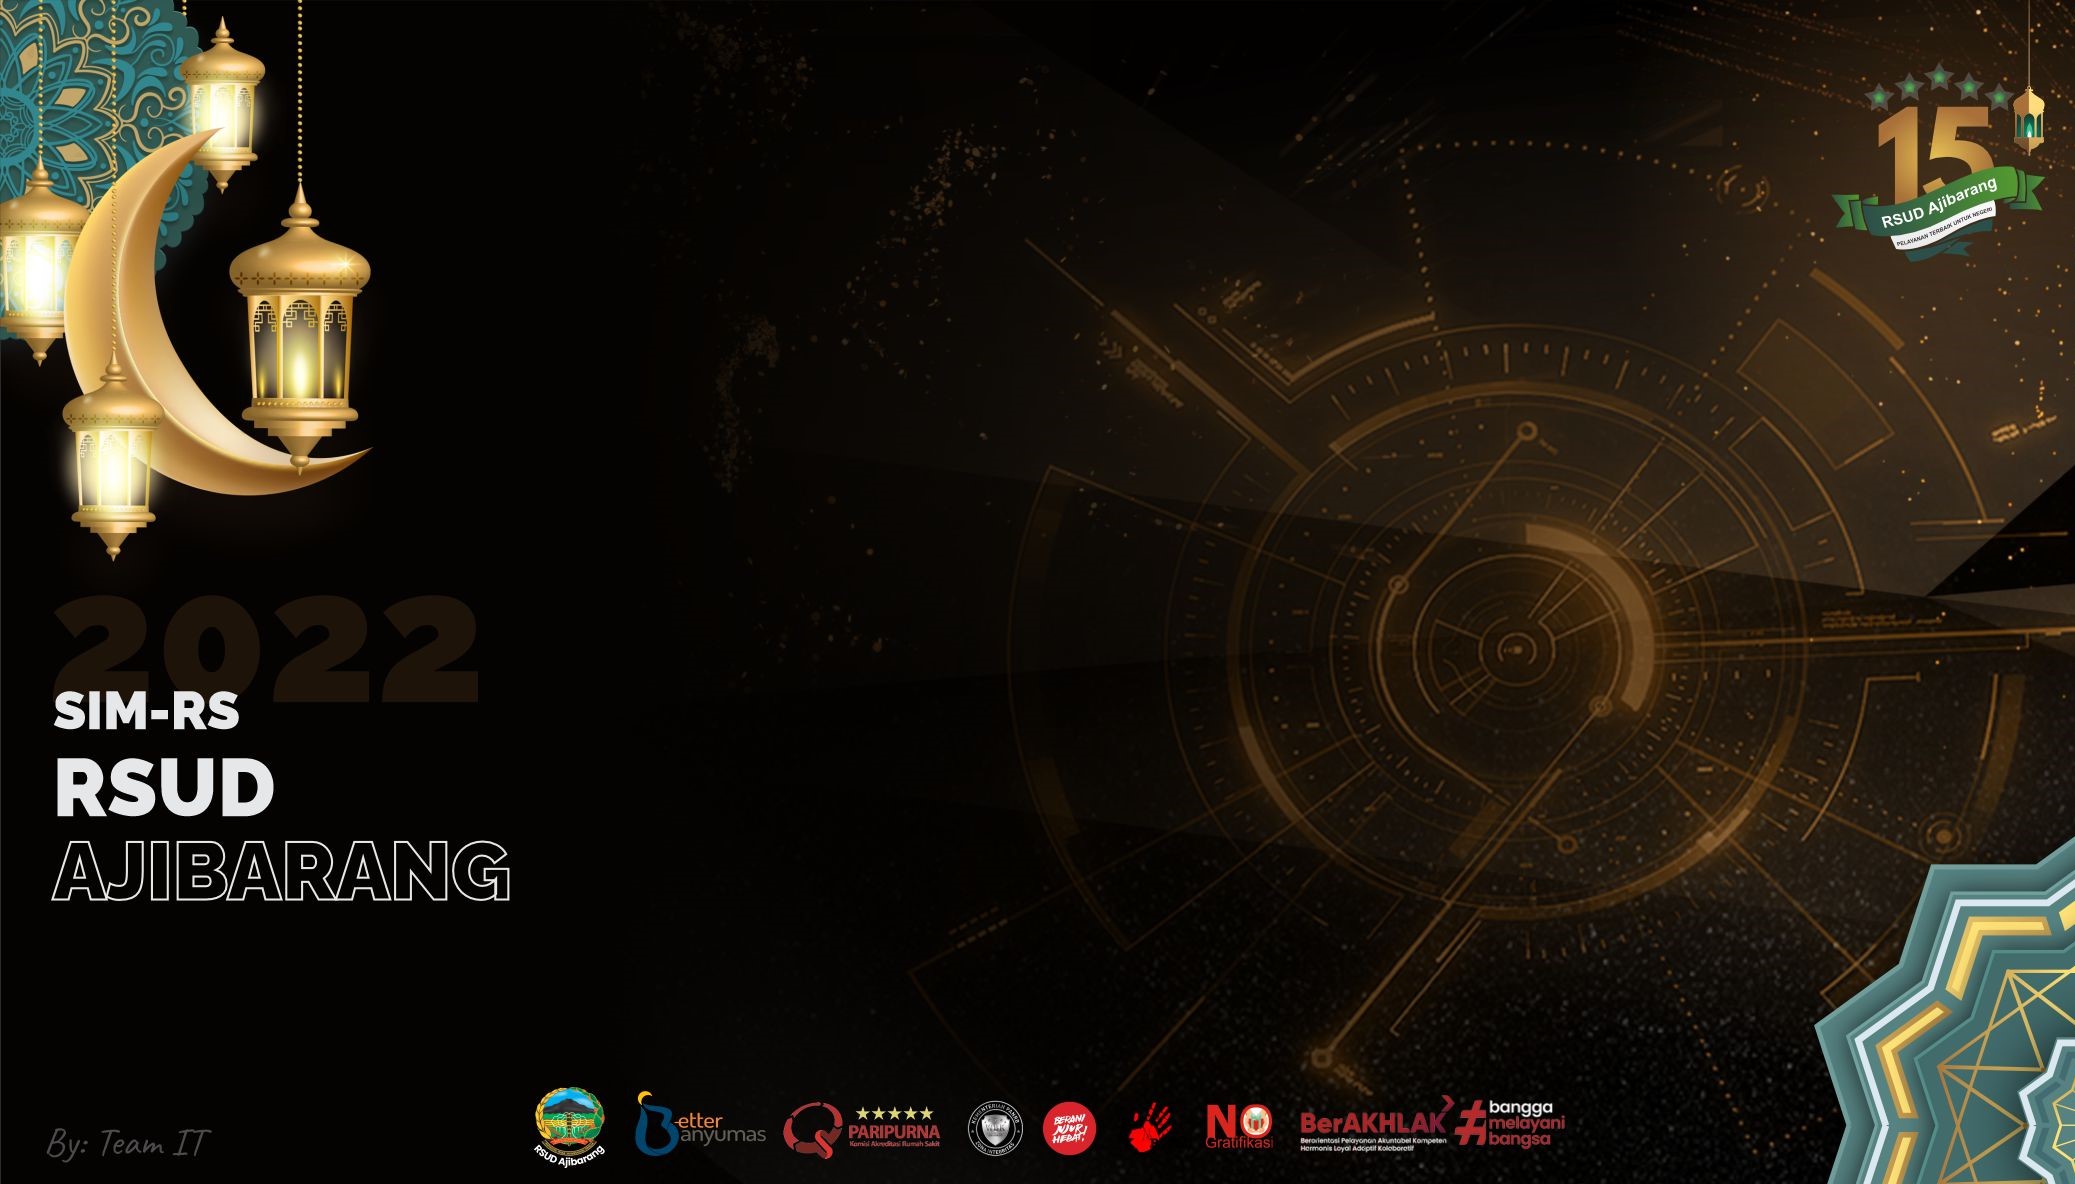 15
RSUD Ajibarang
PELAYANAN TERBAIK UNTUK NEGERI
2022
SIM-RS
RSUD
AJIBARANG
By: Team IT
RSUD Ajibarang
Better
Banyumas
PARIPURNA
Komisi Akreditasi Rumah Sakit
BERANI
JUJUR
HEBAT!
NO
Gratifikasi
BerAKHLAK
Berorientasi Pelayanan Akuntabel Kompeten
Harmonis Loyal Adaptif Kolaboratif
#bangga
melayani
bangsa